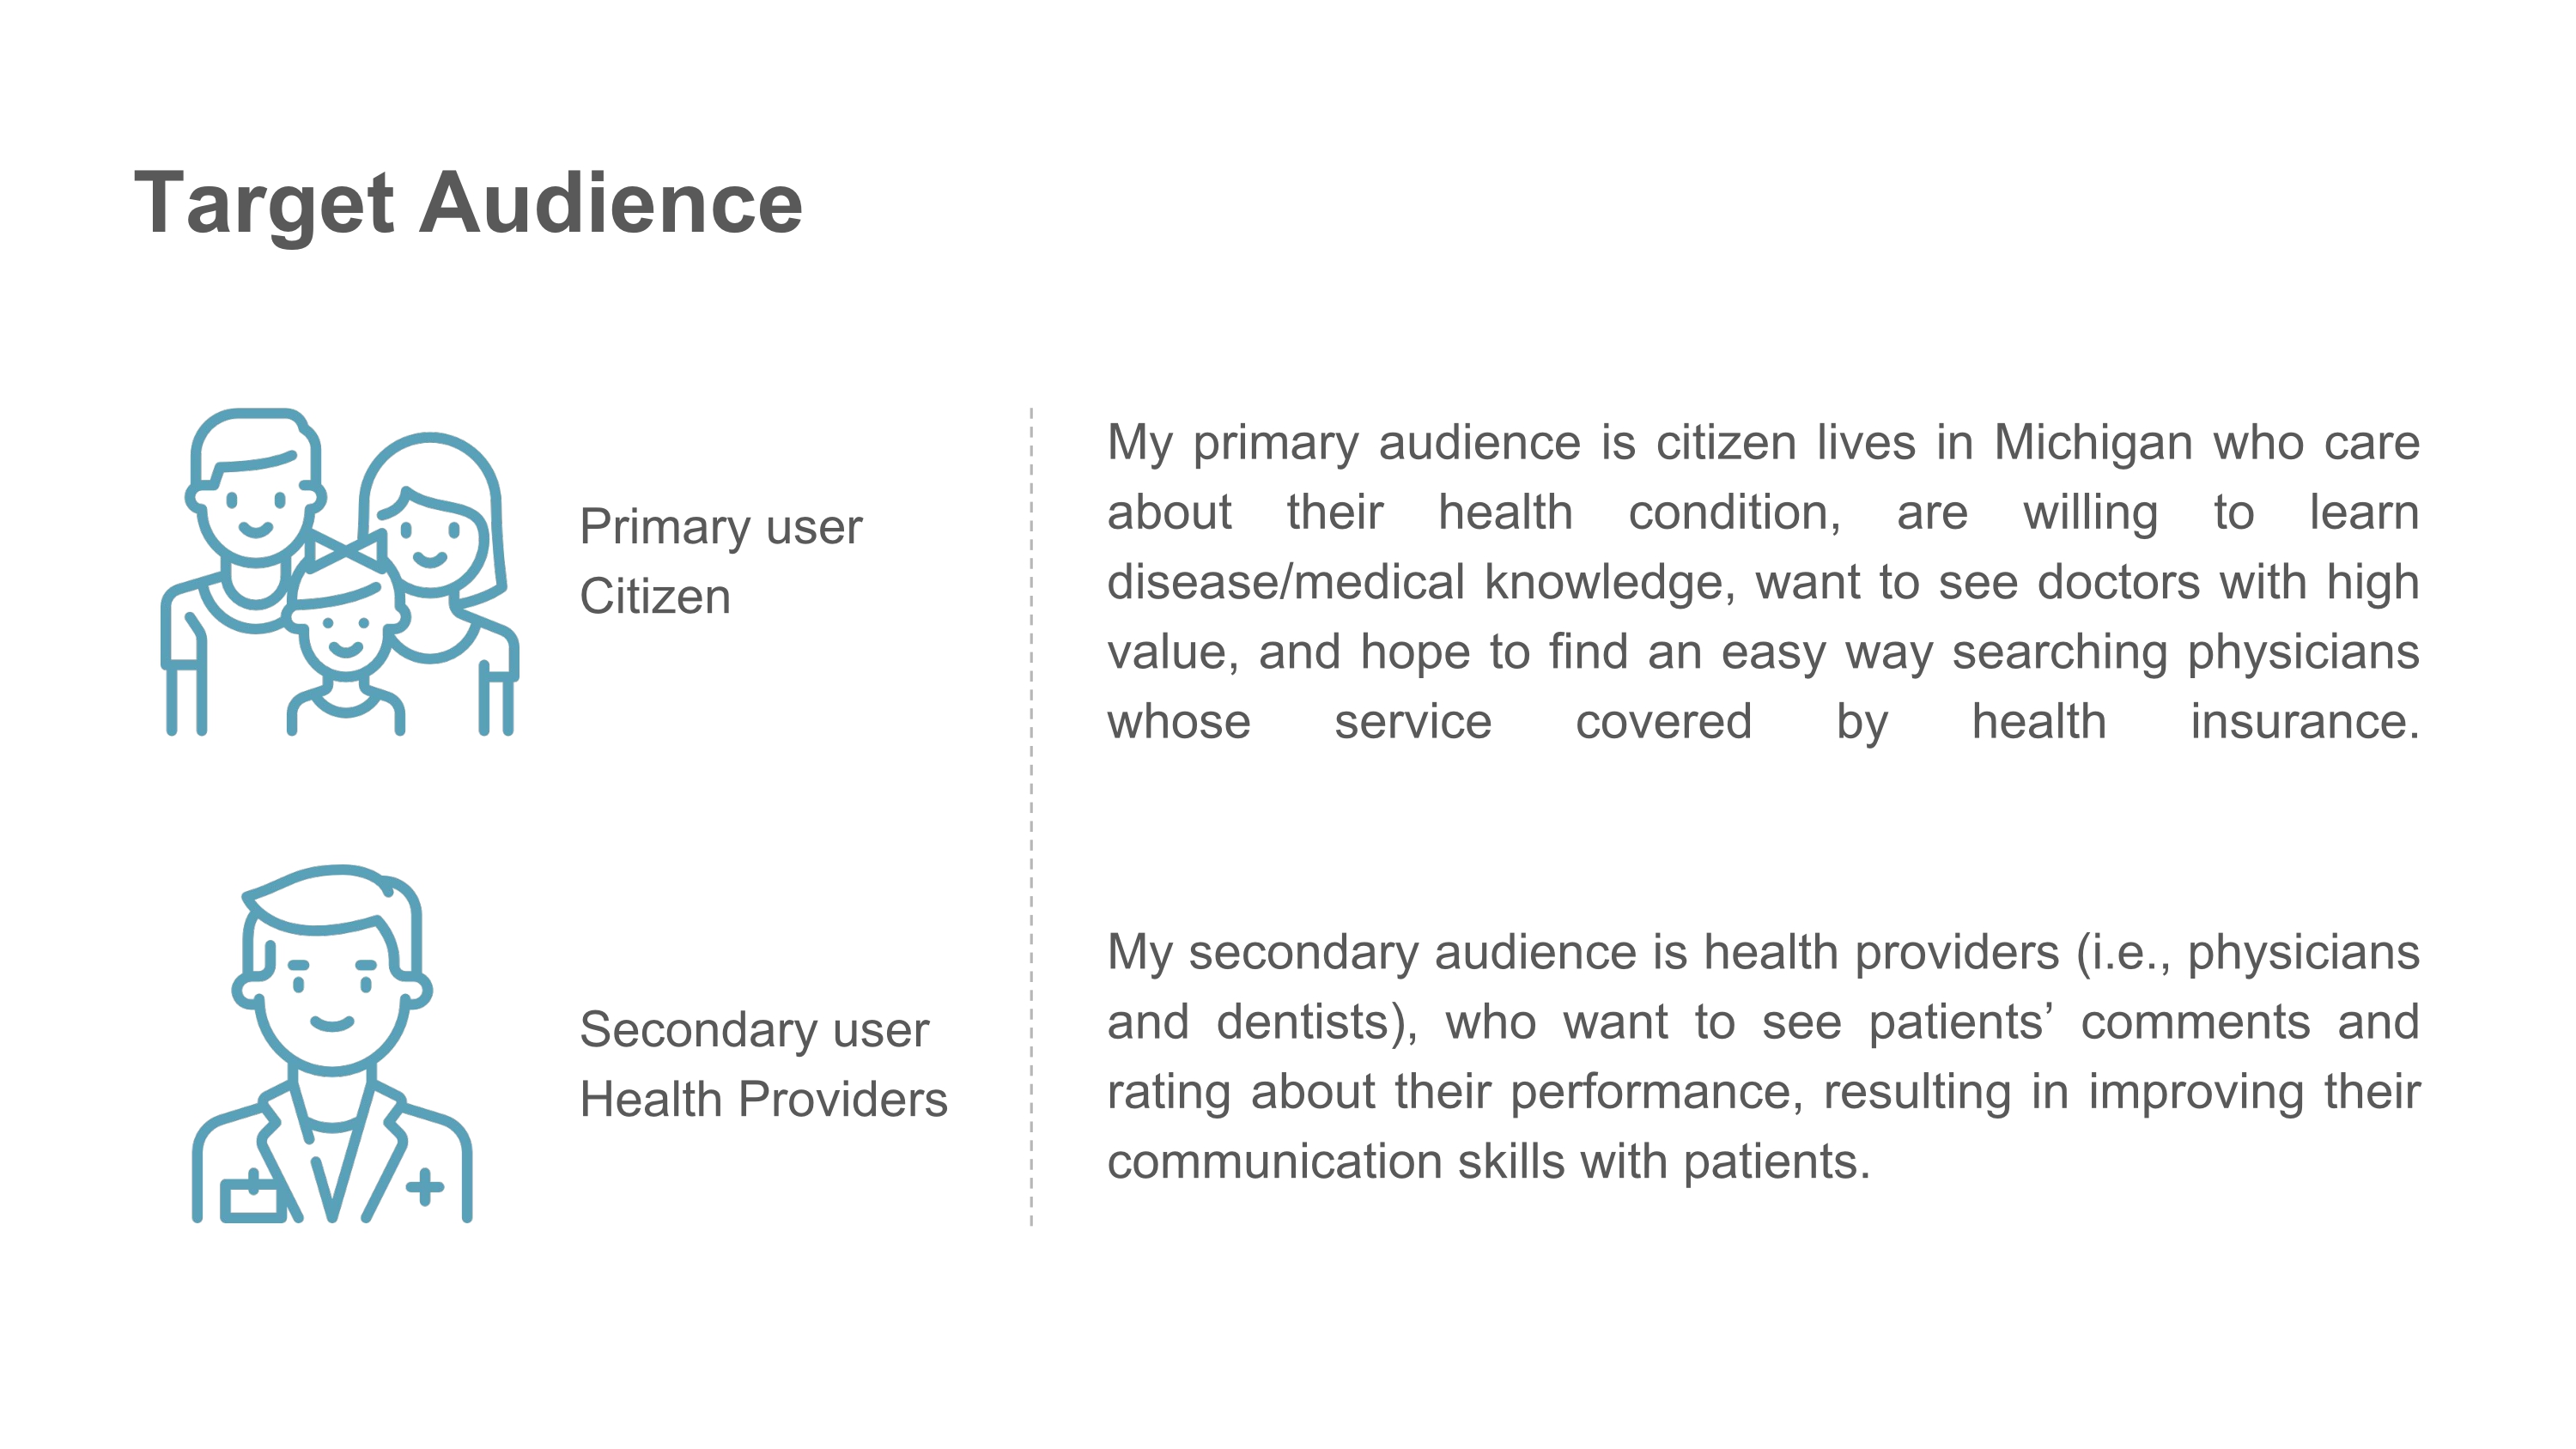 Target Audience
Primary user
Citizen
My primary audience is citizen lives in Michigan who care
about their health condition, are willing to learn
disease/medical knowledge, want to see doctors with high
value, and hope to find an easy way searching physicians
whose service covered by health insurance.
Secondary user
Health Providers
My secondary audience is health providers (i.e., physicians
and dentists), who want to see patients’ comments and
rating about their performance, resulting in improving their
communication skills with patients.